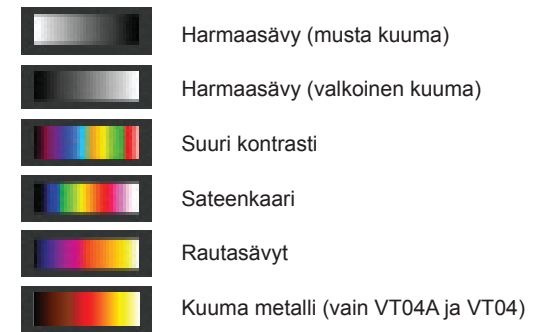 Harmaasävy (musta kuuma)
Harmaasävy (valkoinen kuuma)
Suuri kontrasti
Sateenkaari
Rautasävyt
Kuuma metalli (vain VT04A ja VT04)